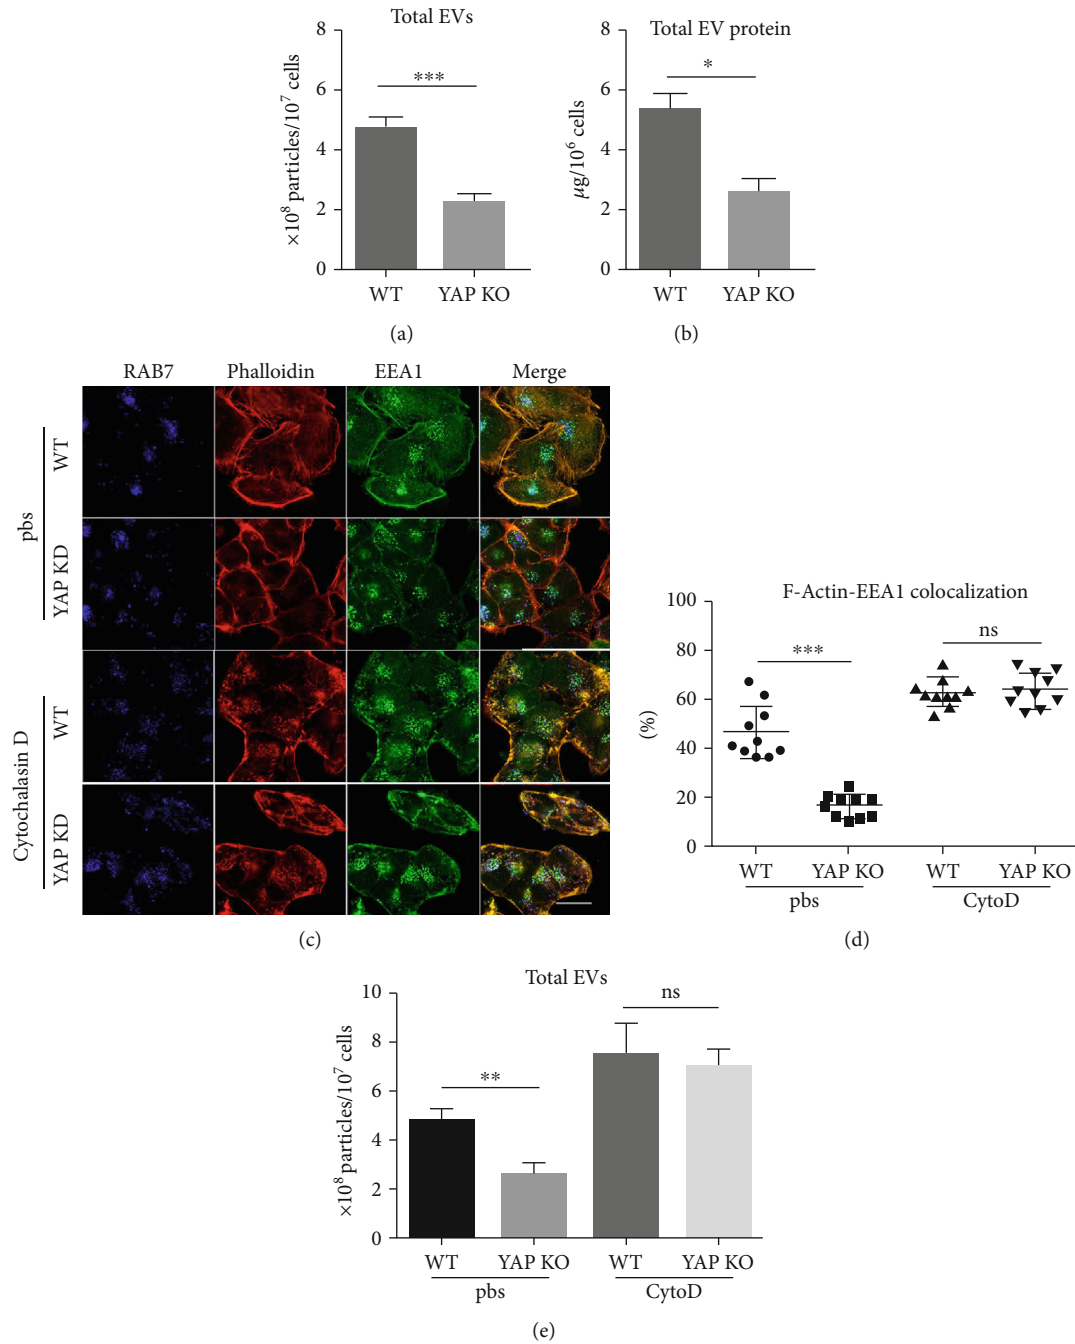 Total EVs
8
6
4
2
0
×10⁸ particles/10⁷ cells
***
WT
YAP KO
(a)
Total EV protein
8
6
4
2
0
µg/10⁶ cells
*
WT
YAP KO
(b)
RAB7
Phalloidin
EEA1
Merge
pbs
WT
YAP KD
Cytochalasin D
WT
YAP KD
(c)
F-Actin-EEA1 colocalization
100
80
60
40
20
0
(%)
***
ns
WT
YAP KO
WT
YAP KO
pbs
CytoD
(d)
Total EVs
10
8
6
4
2
0
×10⁸ particles/10⁷ cells
**
ns
WT
YAP KO
WT
YAP KO
pbs
CytoD
(e)